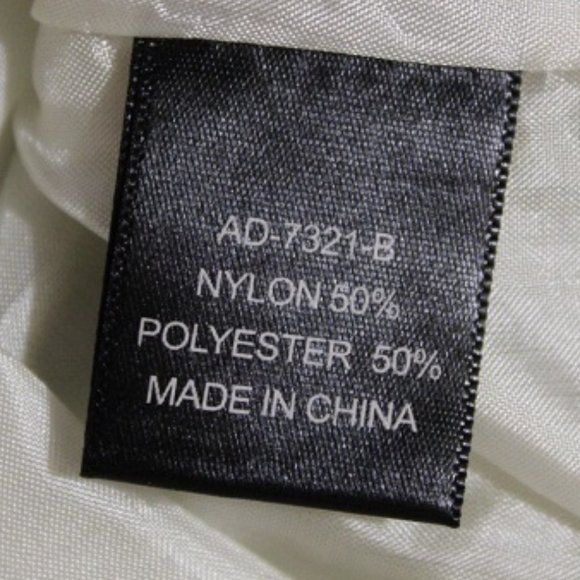 AD-7321-B
NYLON 50%
POLYESTER 50%
MADE IN CHINA